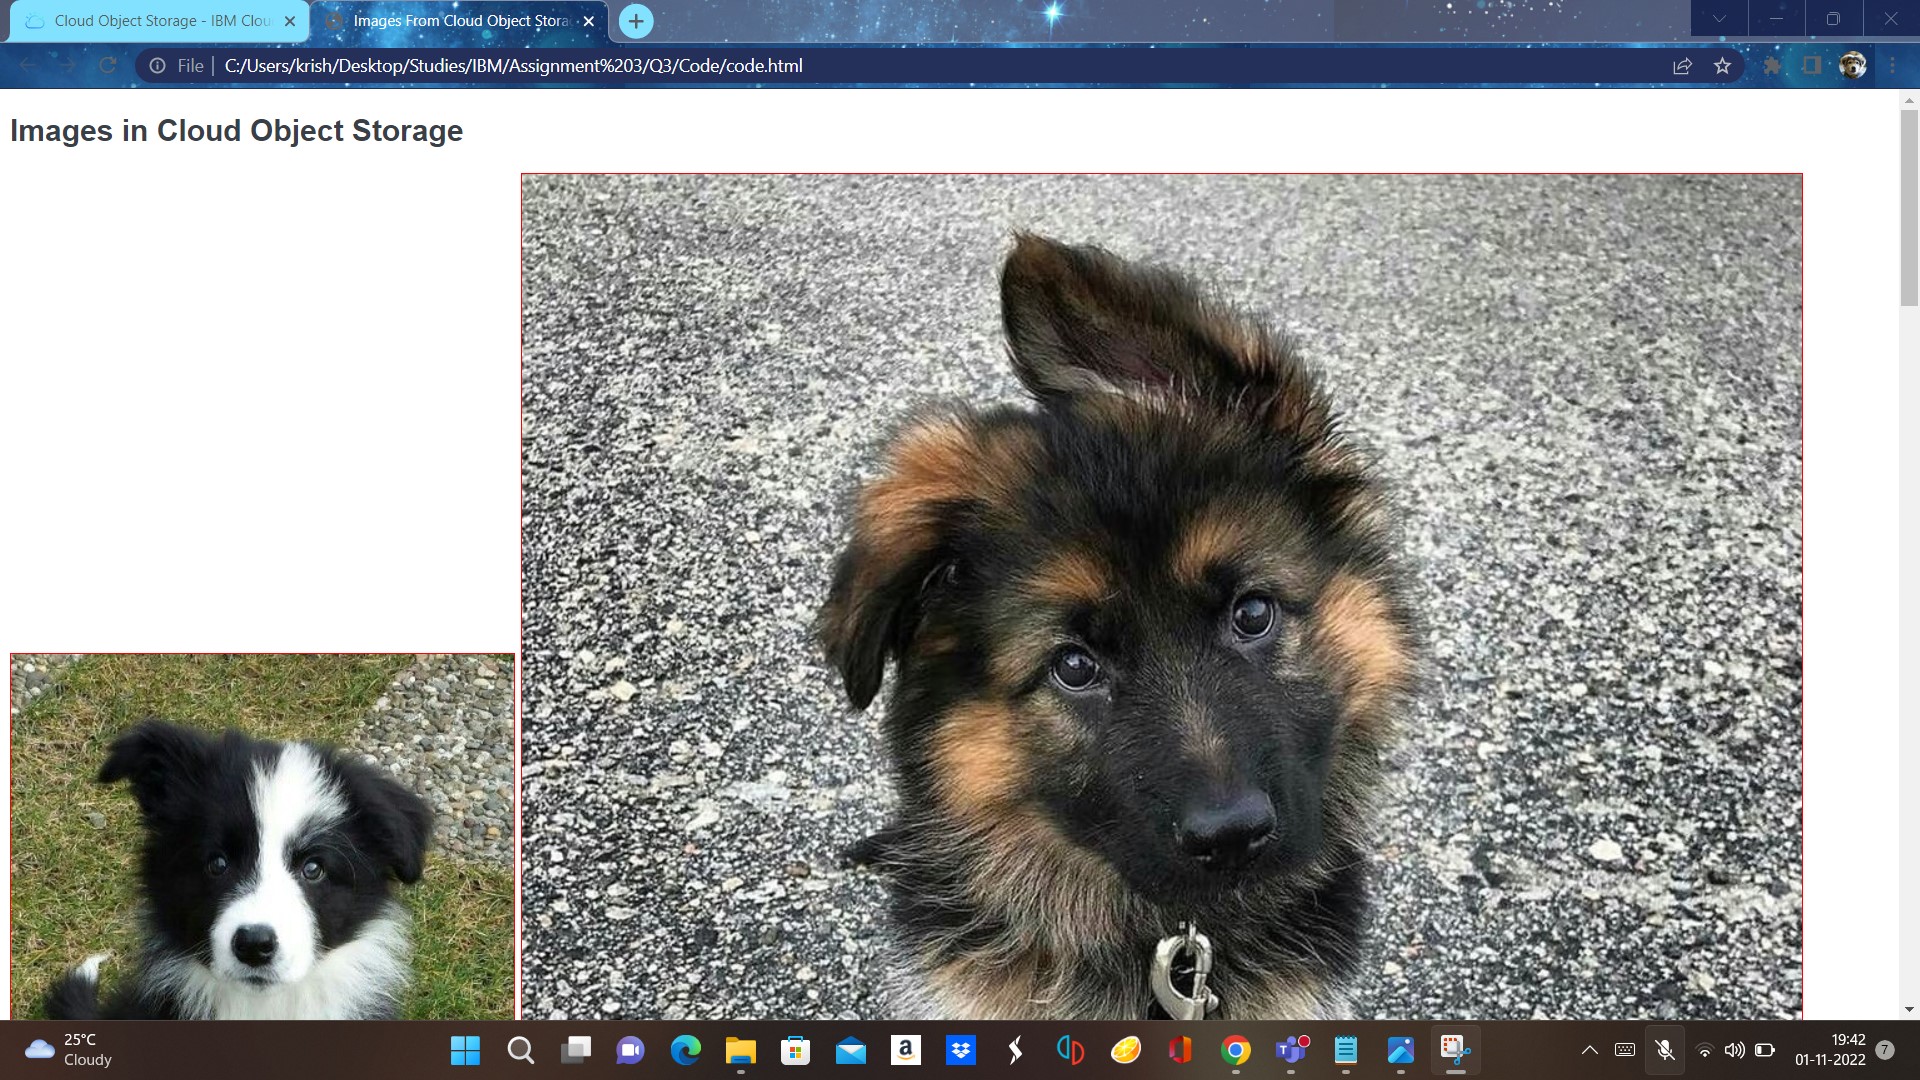 Cloud Object Storage - IBM Clou
Images From Cloud Object Stora
File
C:/Users/krish/Desktop/Studies/IBM/Assignment%203/Q3/Code/code.html
Images in Cloud Object Storage
25°C
Cloudy
a
19:42
01-11-2022
7